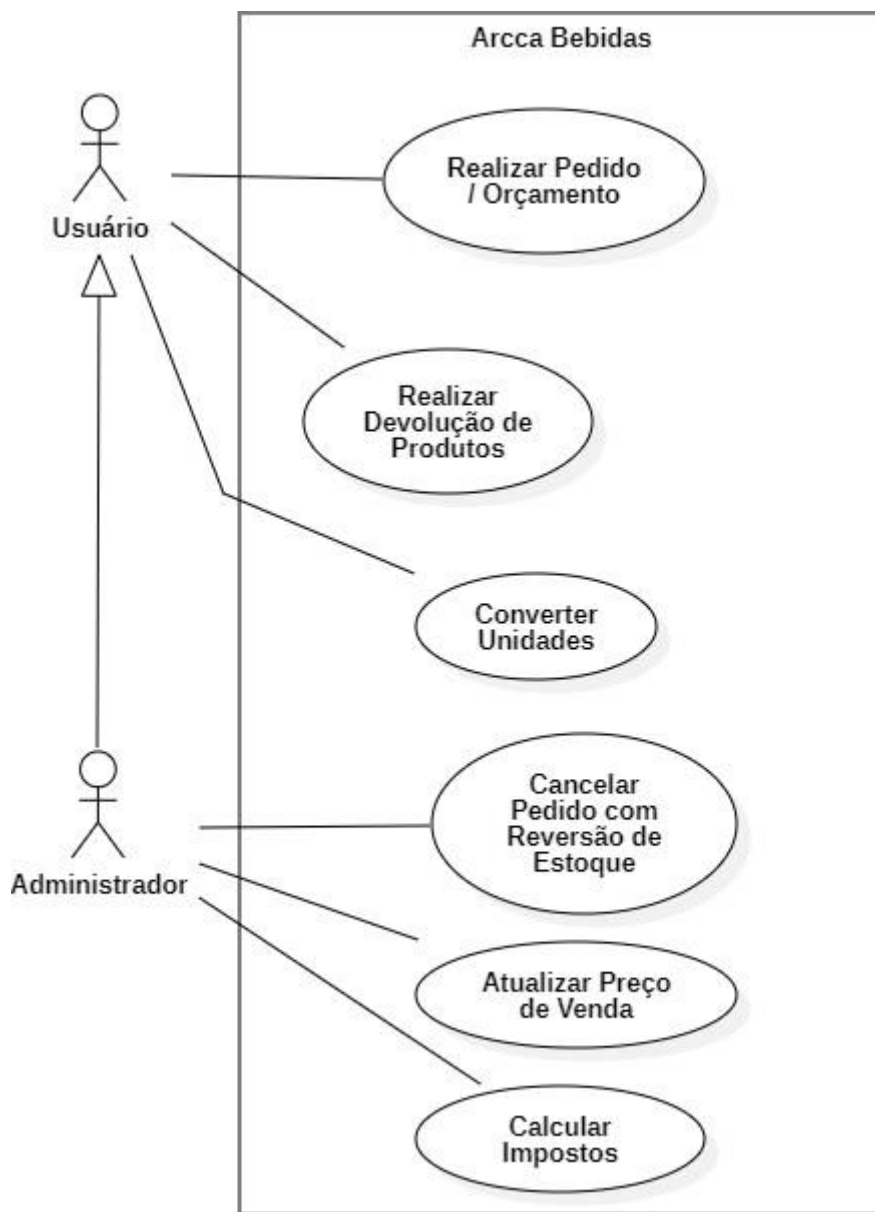 Arcca Bebidas
Realizar Pedido
/ Orçamento
Usuário
Realizar
Devolução de
Produtos
Converter
Unidades
Cancelar
Pedido com
Reversão de
Estoque
Administrador
Atualizar Preço
de Venda
Calcular
Impostos